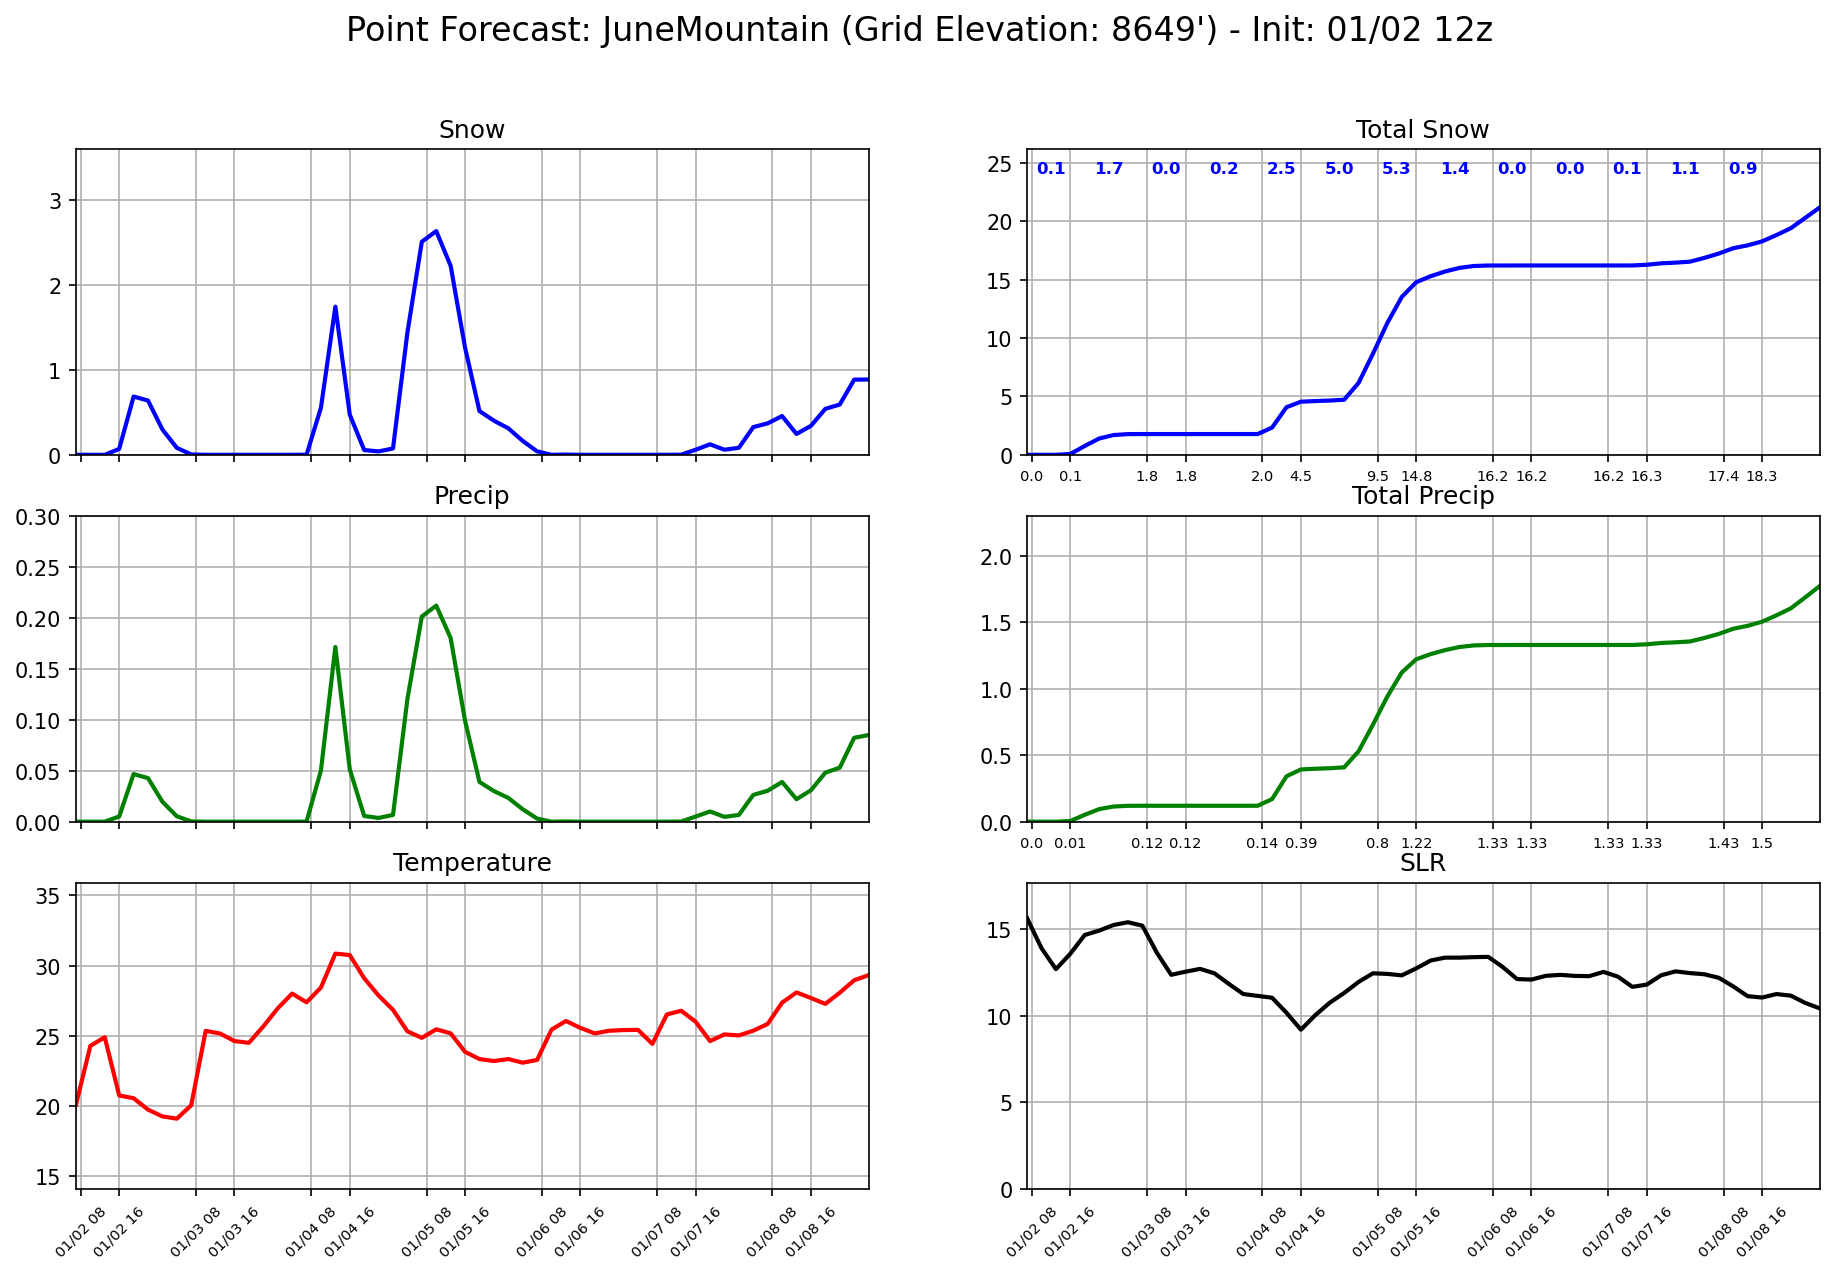 Point Forecast: JuneMountain (Grid Elevation: 8649') - Init: 01/02 12z
Snow
3
2
1
0
Total Snow
0.1 1.7 0.0 0.2 2.5 5.0 5.3 1.4 0.0 0.0 0.1 1.1 0.9
25
20
15
10
5
0
0.0 0.1 1.8 1.8 2.0 4.5 9.5 14.8 16.2 16.2 16.2 16.3 17.4 18.3
Precip
0.30
0.25
0.20
0.15
0.10
0.05
0.00
Total Precip
2.0
1.5
1.0
0.5
0.0
0.0 0.01 0.12 0.12 0.14 0.39 0.8 1.22 1.33 1.33 1.33 1.33 1.43 1.5
Temperature
35
30
25
20
15
01/02 08 01/02 16 01/03 08 01/03 16 01/04 08 01/04 16 01/05 08 01/05 16 01/06 08 01/06 16 01/07 08 01/07 16 01/08 08 01/08 16
SLR
15
10
5
0
01/02 08 01/02 16 01/03 08 01/03 16 01/04 08 01/04 16 01/05 08 01/05 16 01/06 08 01/06 16 01/07 08 01/07 16 01/08 08 01/08 16